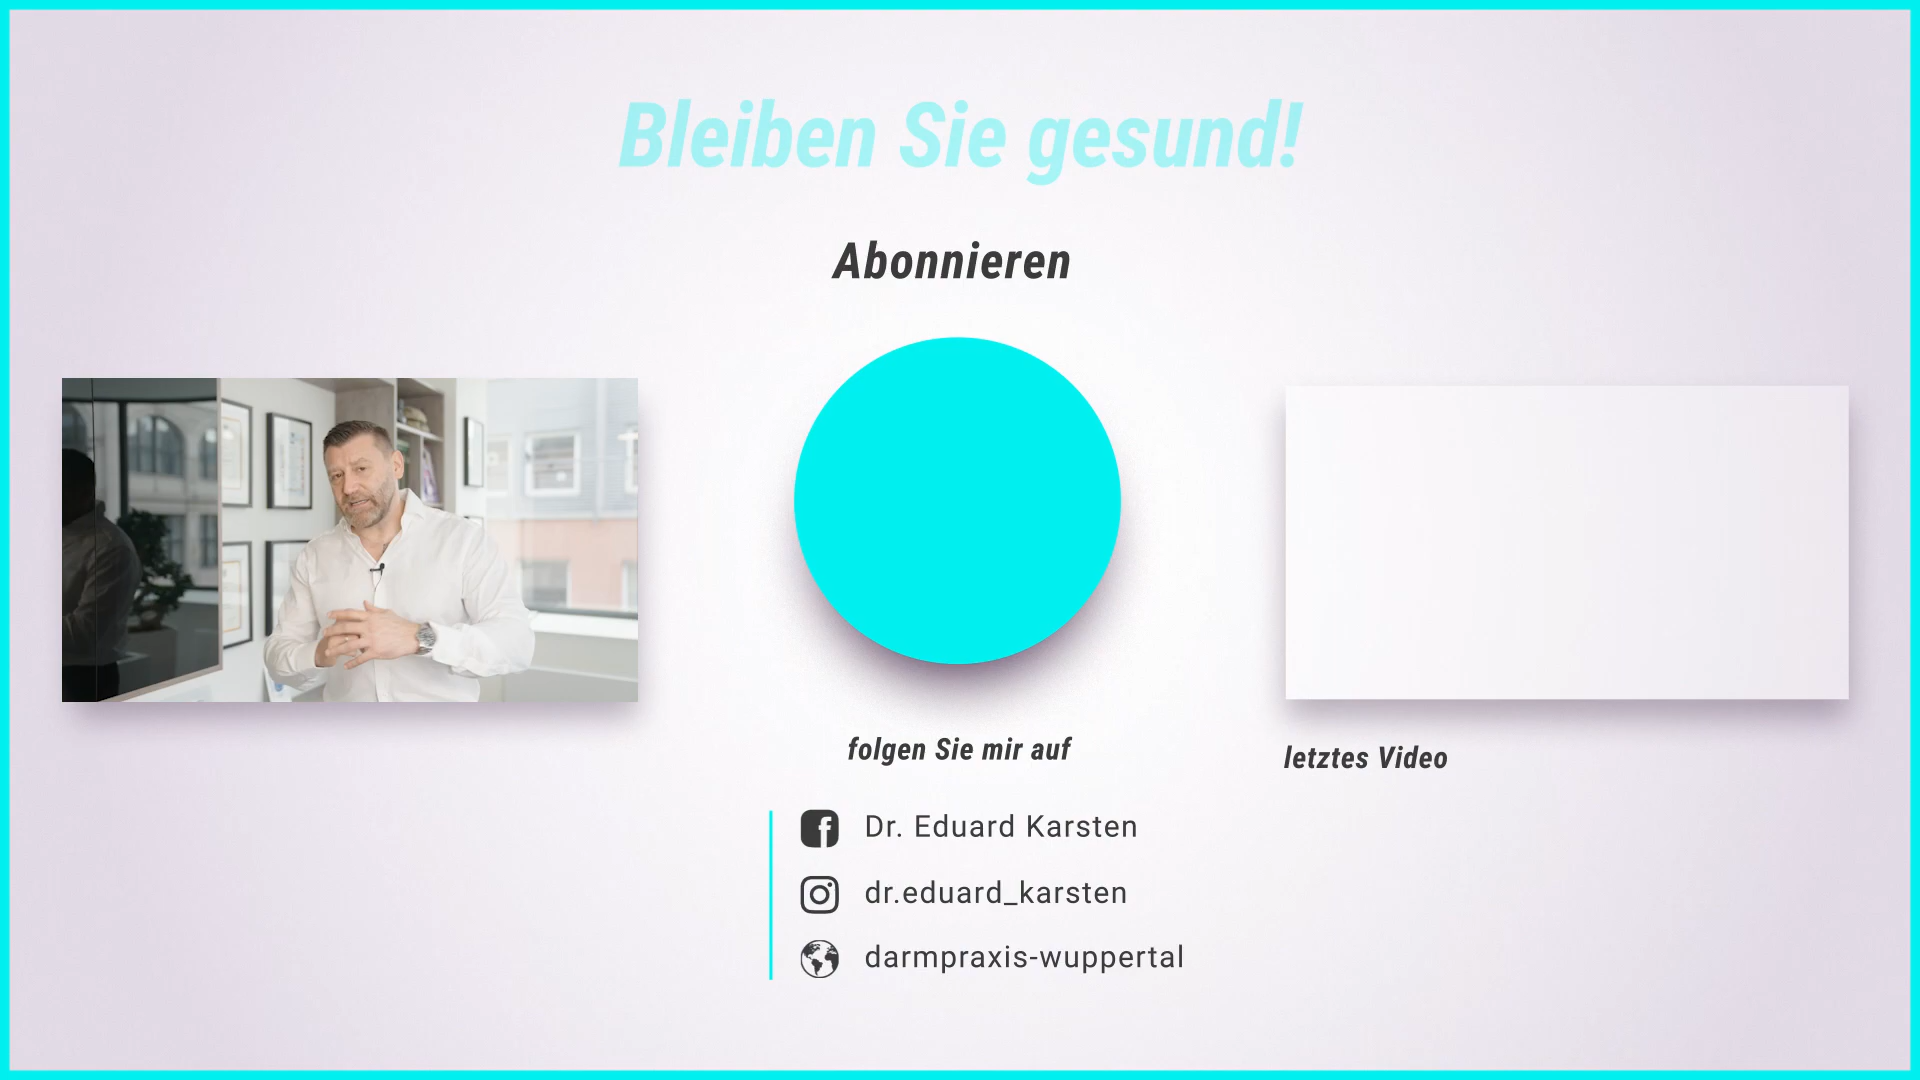 Bleiben Sie gesund!
Abonnieren
folgen Sie mir auf
letztes Video
Dr. Eduard Karsten
dr.eduard_karsten
darmpraxis-wuppertal